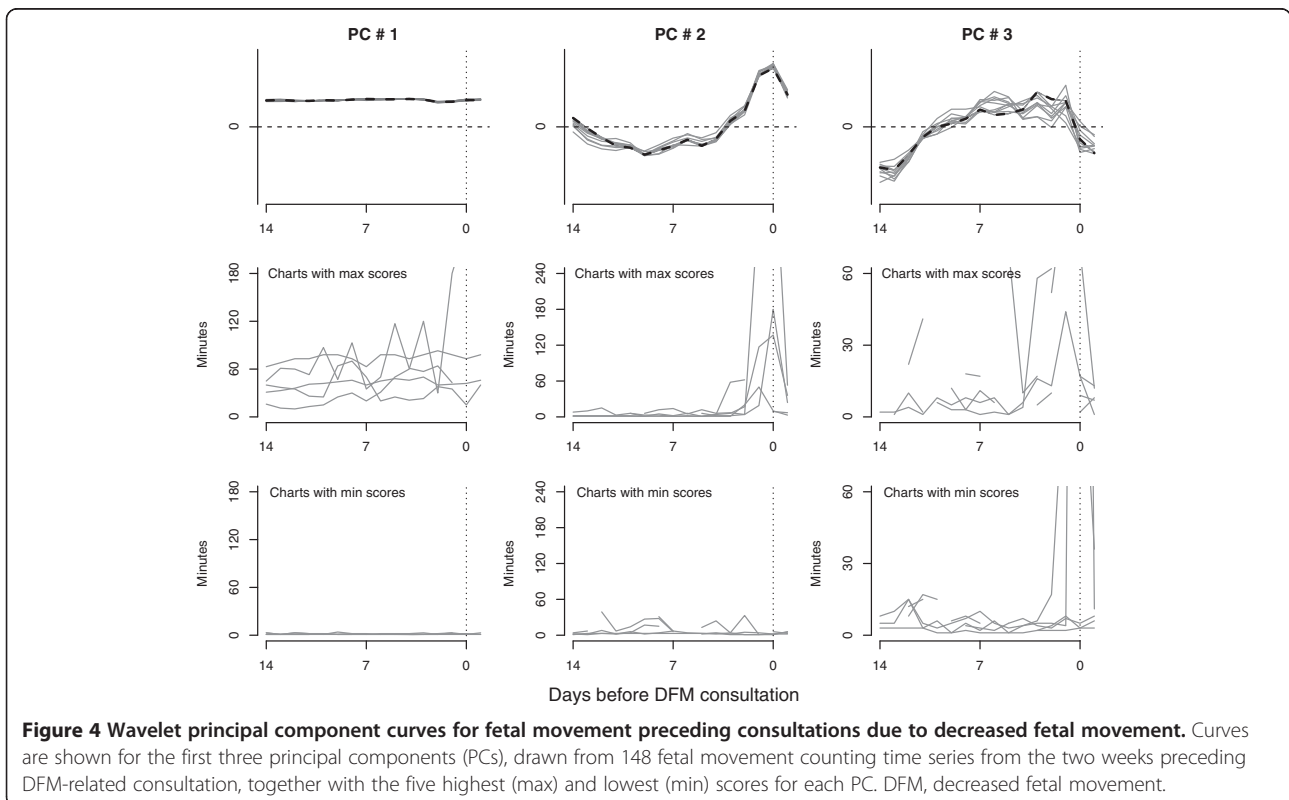 PC # 1 PC # 2 PC # 3
0 0 0
14 7 0 14 7 0 14 7 0
Charts with max scores Charts with max scores Charts with max scores
Minutes Minutes Minutes
180 240 60
120 180 30
60 120 0
0 60
0
14 7 0 14 7 0 14 7 0
Charts with min scores Charts with min scores Charts with min scores
Minutes Minutes Minutes
180 240 60
120 180 30
60 120 0
0 60
0
14 7 0 14 7 0 14 7 0
Days before DFM consultation
Figure 4 Wavelet principal component curves for fetal movement preceding consultations due to decreased fetal movement. Curves
are shown for the first three principal components (PCs), drawn from 148 fetal movement counting time series from the two weeks preceding
DFM-related consultation, together with the five highest (max) and lowest (min) scores for each PC. DFM, decreased fetal movement.